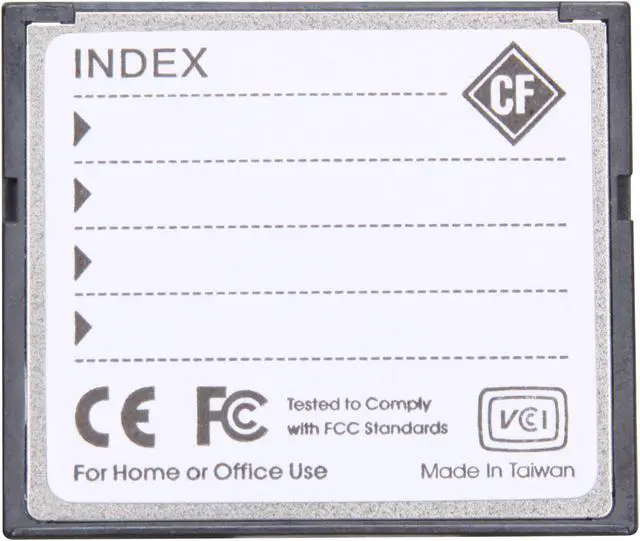 INDEX
CF
CE FC Tested to Comply
with FCC Standards
VCI
For Home or Office Use
Made In Taiwan